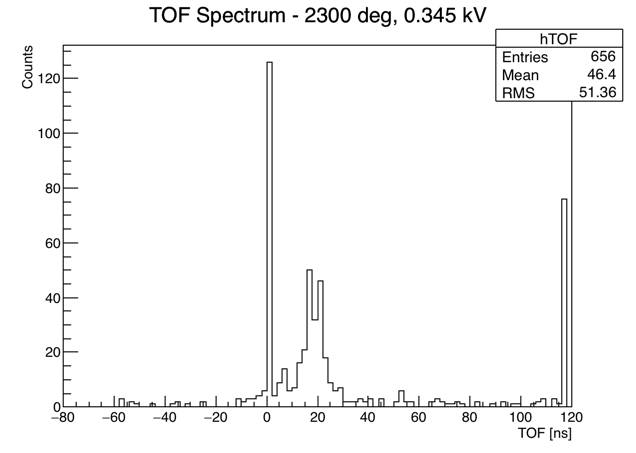 TOF Spectrum - 2300 deg, 0.345 kV
hTOF
Entries 656
Mean 46.4
RMS 51.36
Counts
120
100
80
60
40
20
0
−80 −60 −40 −20 0 20 40 60 80 100 120
TOF [ns]